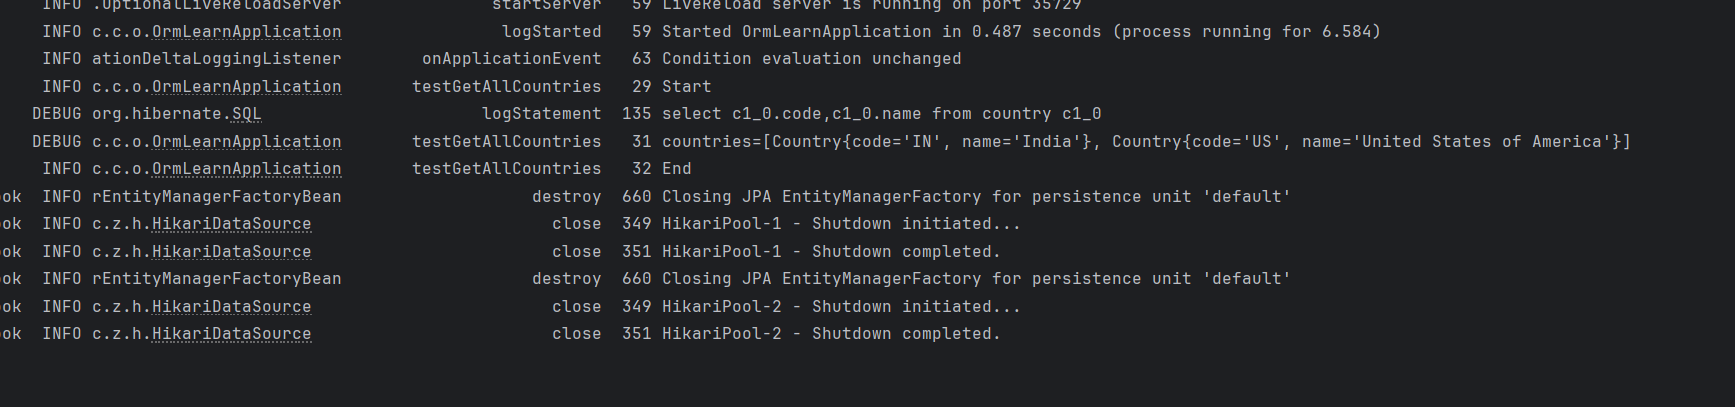 INFO .OptionalLiveReloadServer startServer 59 LiveReload server is running on port 35729
INFO c.c.o.OrmLearnApplication logStarted 59 Started OrmLearnApplication in 0.487 seconds (process running for 6.584)
INFO ationDeltaLoggingListener onApplicationEvent 63 Condition evaluation unchanged
INFO c.c.o.OrmLearnApplication testGetAllCountries 29 Start
DEBUG org.hibernate.SQL logStatement 135 select c1_0.code,c1_0.name from country c1_0
DEBUG c.c.o.OrmLearnApplication testGetAllCountries 31 countries=[Country{code='IN', name='India'}, Country{code='US', name='United States of America'}]
INFO c.c.o.OrmLearnApplication testGetAllCountries 32 End
ook INFO rEntityManagerFactoryBean destroy 660 Closing JPA EntityManagerFactory for persistence unit 'default'
ook INFO c.z.h.HikariDataSource close 349 HikariPool-1 - Shutdown initiated...
ook INFO c.z.h.HikariDataSource close 351 HikariPool-1 - Shutdown completed.
ook INFO rEntityManagerFactoryBean destroy 660 Closing JPA EntityManagerFactory for persistence unit 'default'
ook INFO c.z.h.HikariDataSource close 349 HikariPool-2 - Shutdown initiated...
ook INFO c.z.h.HikariDataSource close 351 HikariPool-2 - Shutdown completed.